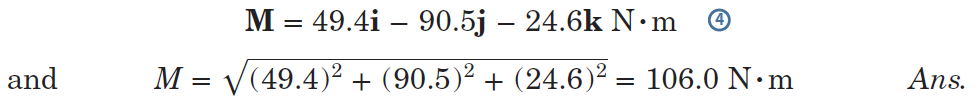 M = 49.4i – 90.5j – 24.6k N·m ④
and M = √(49.4)² + (90.5)² + (24.6)² = 106.0 N·m Ans.